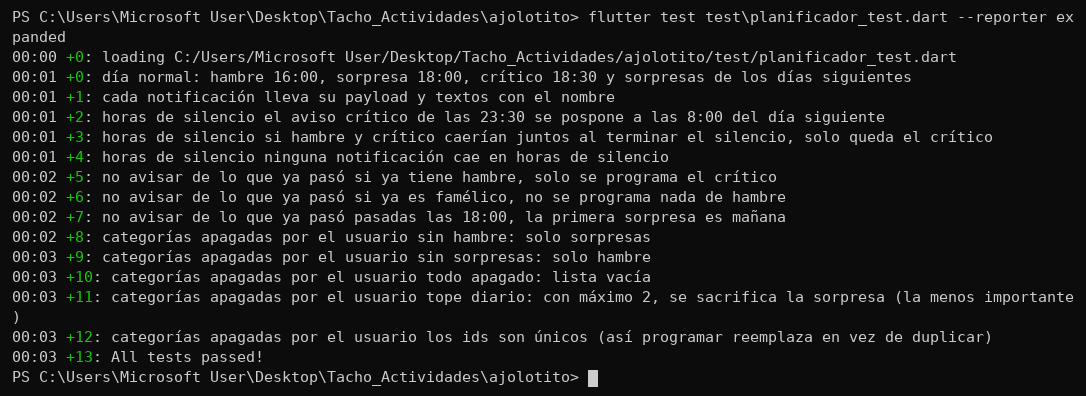 PS C:\Users\Microsoft User\Desktop\Tacho_Actividades\ajolotito> flutter test test\planificador_test.dart --reporter ex
panded
00:00 +0: loading C:/Users/Microsoft User/Desktop/Tacho_Actividades/ajolotito/test/planificador_test.dart
00:01 +0: día normal: hambre 16:00, sorpresa 18:00, crítico 18:30 y sorpresas de los días siguientes
00:01 +1: cada notificación lleva su payload y textos con el nombre
00:01 +2: horas de silencio el aviso crítico de las 23:30 se pospone a las 8:00 del día siguiente
00:01 +3: horas de silencio si hambre y crítico caerían juntos al terminar el silencio, solo queda el crítico
00:01 +4: horas de silencio ninguna notificación cae en horas de silencio
00:02 +5: no avisar de lo que ya pasó si ya tiene hambre, solo se programa el crítico
00:02 +6: no avisar de lo que ya pasó si ya es famélico, no se programa nada de hambre
00:02 +7: no avisar de lo que ya pasó pasadas las 18:00, la primera sorpresa es mañana
00:02 +8: categorías apagadas por el usuario sin hambre: solo sorpresas
00:03 +9: categorías apagadas por el usuario sin sorpresas: solo hambre
00:03 +10: categorías apagadas por el usuario todo apagado: lista vacía
00:03 +11: categorías apagadas por el usuario tope diario: con máximo 2, se sacrifica la sorpresa (la menos importante
)
00:03 +12: categorías apagadas por el usuario los ids son únicos (así programar reemplaza en vez de duplicar)
00:03 +13: All tests passed!
PS C:\Users\Microsoft User\Desktop\Tacho_Actividades\ajolotito>